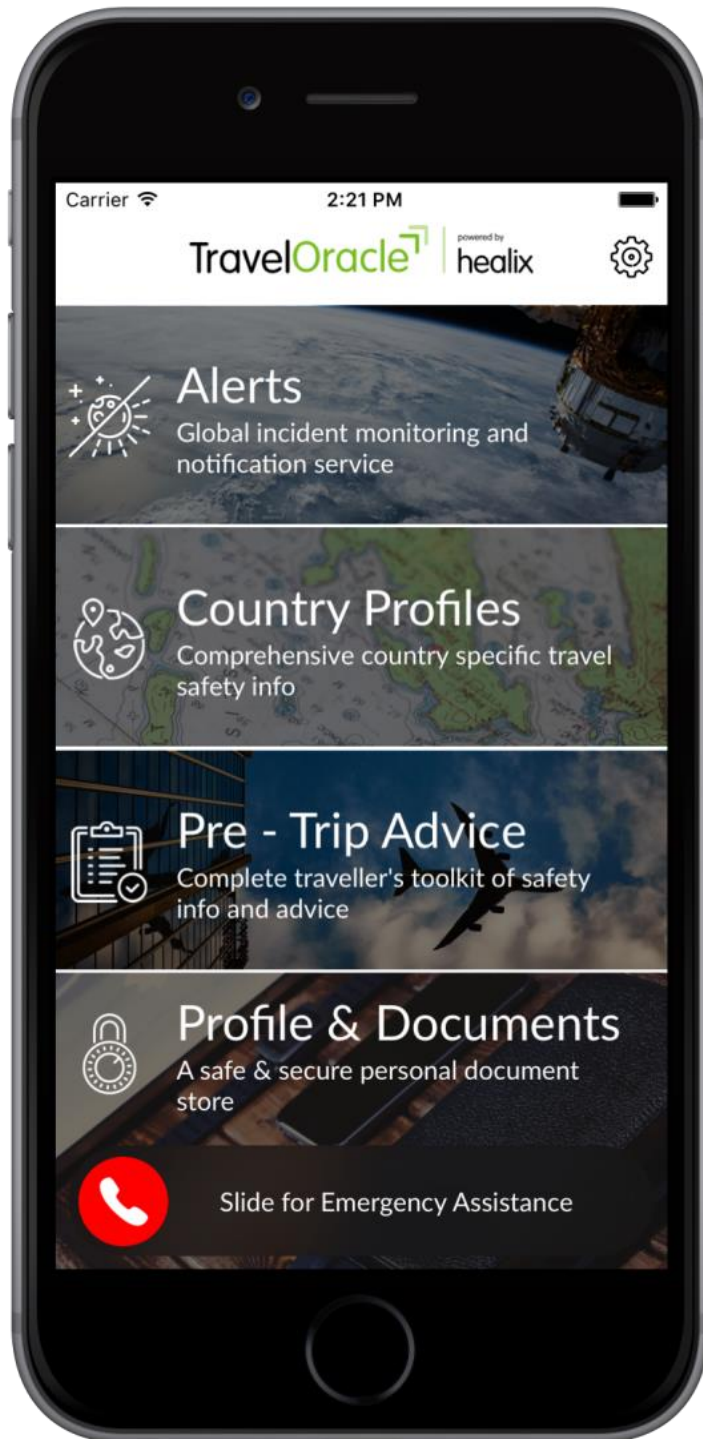 Carrier 2:21 PM
TravelOracle powered by healix
Alerts
Global incident monitoring and
notification service
Country Profiles
Comprehensive country specific travel
safety info
Pre - Trip Advice
Complete traveller's toolkit of safety
info and advice
Profile & Documents
A safe & secure personal document
store
Slide for Emergency Assistance